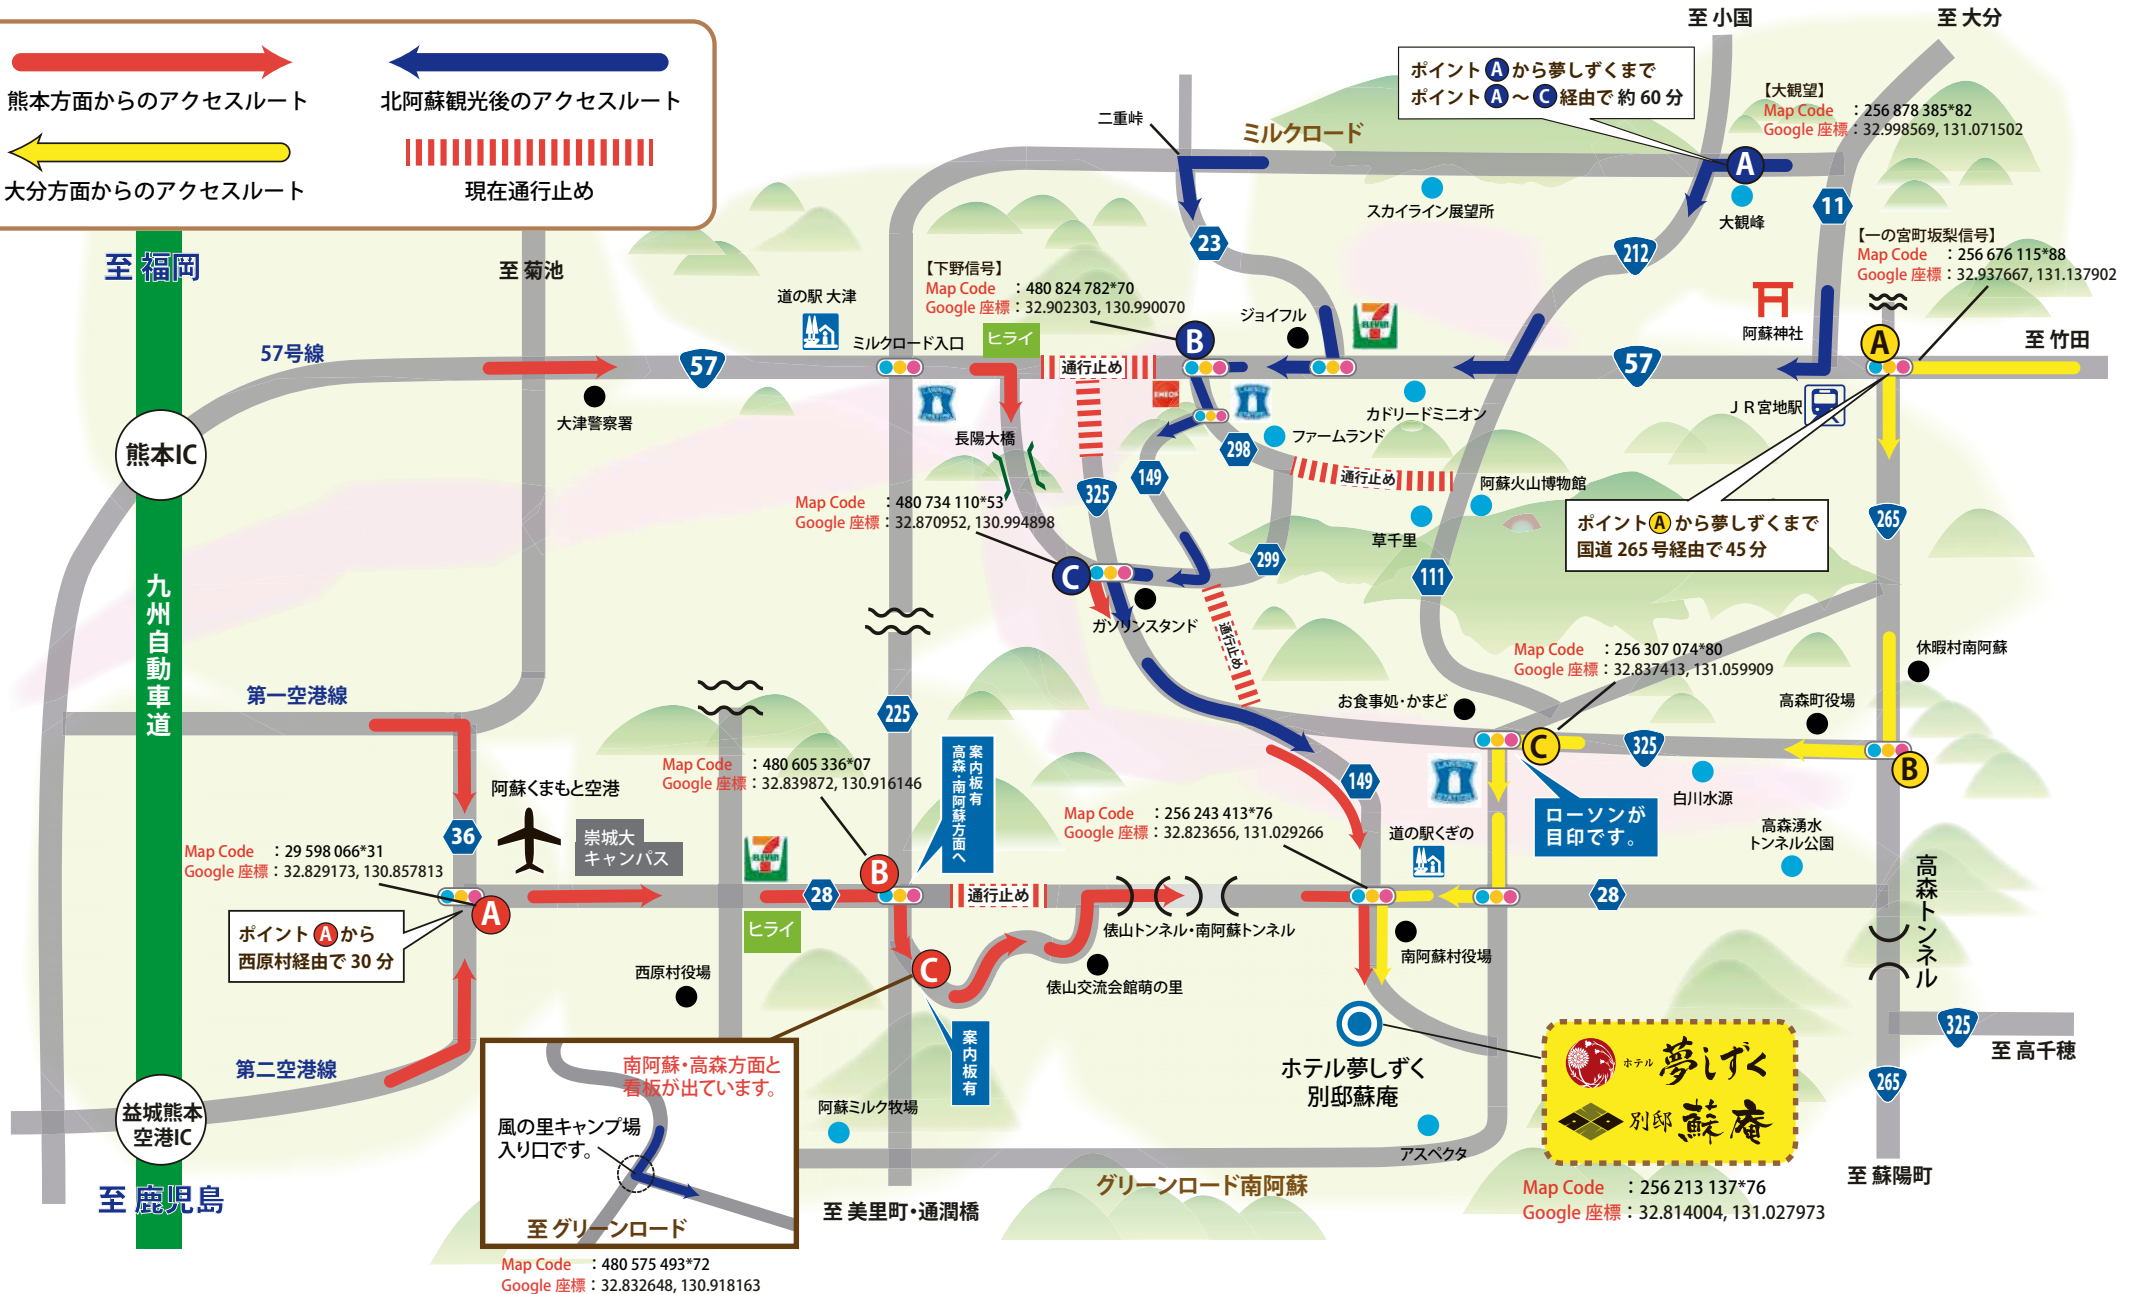 熊本方面からのアクセスルート
北阿蘇観光後のアクセスルート
大分方面からのアクセスルート
現在通行止め
至 小国
至 大分
ポイント A から夢しずくまで
ポイント A ～ C 経由で 約 60 分
【大観望】
Map Code ：256 878 385*82
Google 座標：32.998569, 131.071502
二重峠
ミルクロード
A
スカイライン展望所
大観峰
11
23
212
【一の宮町坂梨信号】
Map Code ：256 676 115*88
Google 座標：32.937667, 131.137902
至 福岡
至 菊池
【下野信号】
Map Code ：480 824 782*70
Google 座標：32.902303, 130.990070
道の駅 大津
ミルクロード入口
ヒライ
ジョイフル
7
ELEVEN
阿蘇神社
至 竹田
57号線
57
通行止め
B
57
A
ENEOS
LAWSON
LAWSON
大津警察署
カドリードミニオン
ＪＲ宮地駅
熊本IC
長陽大橋
ファームランド
298
149
325
通行止め
阿蘇火山博物館
草千里
Map Code ：480 734 110*53
Google 座標：32.870952, 130.994898
ポイント A から夢しずくまで
国道 265 号経由で 45 分
265
299
111
C
ガソリンスタンド
通行止め
九州自動車道
Map Code ：256 307 074*80
Google 座標：32.837413, 131.059909
休暇村南阿蘇
第一空港線
225
お食事処・かまど
高森町役場
C
325
B
案内板有
高森・南阿蘇方面へ
Map Code ：480 605 336*07
Google 座標：32.839872, 130.916146
阿蘇くまもと空港
149
LAWSON
白川水源
ローソンが
目印です。
36
崇城大
キャンパス
Map Code ：256 243 413*76
Google 座標：32.823656, 131.029266
道の駅くぎの
高森湧水
トンネル公園
Map Code ：29 598 066*31
Google 座標：32.829173, 130.857813
7
ELEVEN
B
A
28
通行止め
28
高森トンネル
ポイント A から
西原村経由で 30 分
ヒライ
俵山トンネル・南阿蘇トンネル
西原村役場
C
俵山交流会館萌の里
南阿蘇村役場
案内板有
325
至 高千穂
第二空港線
南阿蘇・高森方面と
看板が出ています。
ホテル夢しずく
別邸蘇庵
ホテル 夢しずく
別邸 蘇庵
265
益城熊本
空港IC
風の里キャンプ場
入り口です。
阿蘇ミルク牧場
アスペクタ
至 鹿児島
グリーンロード南阿蘇
至 蘇陽町
至 グリーンロード
至 美里町・通潤橋
Map Code ：256 213 137*76
Google 座標：32.814004, 131.027973
Map Code ：480 575 493*72
Google 座標：32.832648, 130.918163